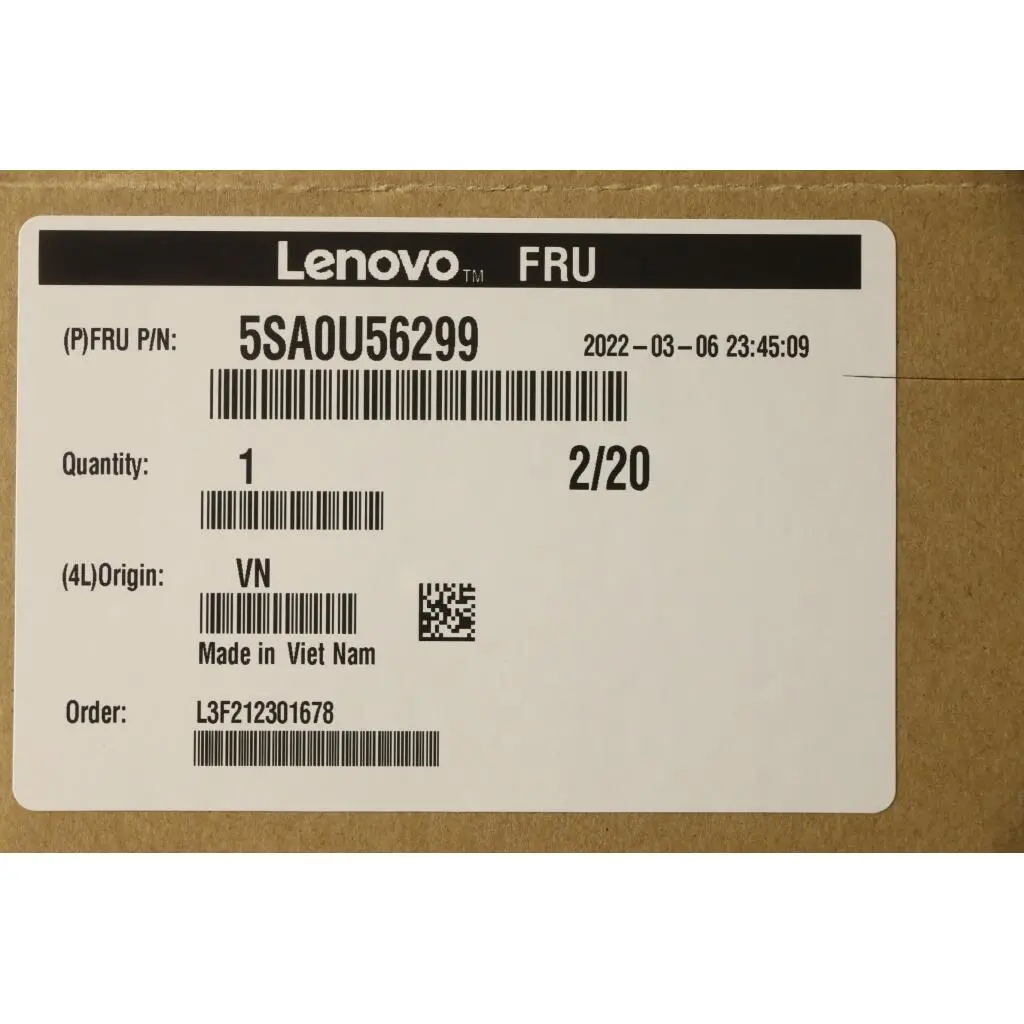 Lenovo™ FRU
(P)FRU P/N: 5SA0U56299 2022-03-06 23:45:09
Quantity: 1 2/20
(4L)Origin: VN
Made in Viet Nam
Order: L3F212301678